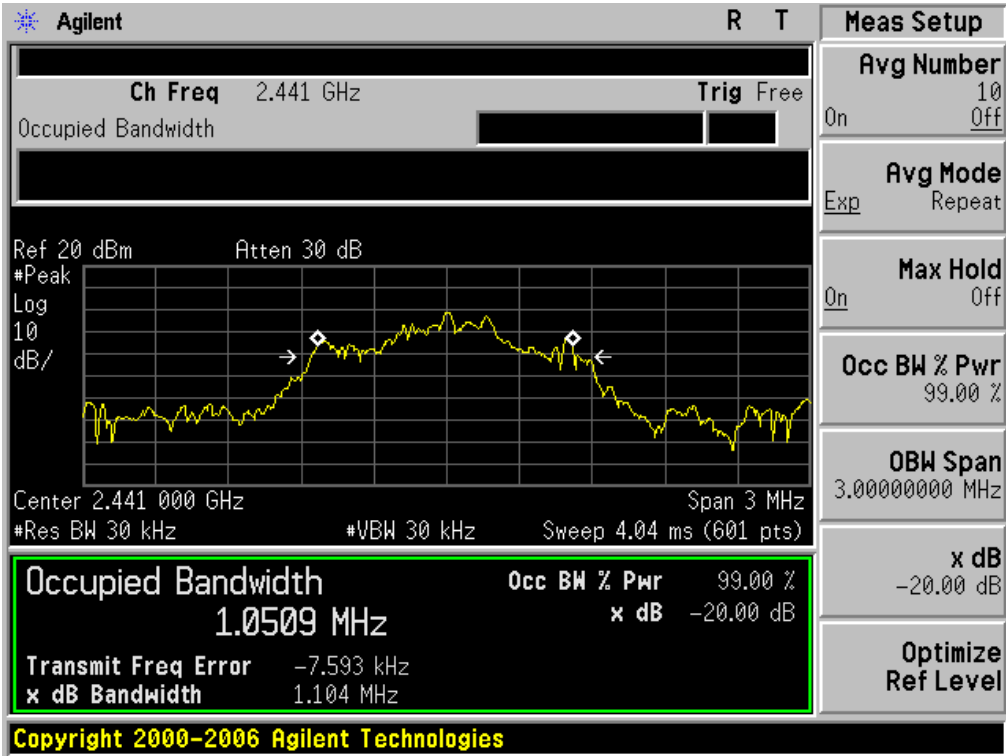 Agilent R T
Ch Freq 2.441 GHz Trig Free
Occupied Bandwidth
Ref 20 dBm Atten 30 dB
#Peak
Log
10
dB/
Center 2.441 000 GHz Span 3 MHz
#Res BW 30 kHz #VBW 30 kHz Sweep 4.04 ms (601 pts)
Occupied Bandwidth Occ BW % Pwr 99.00 %
1.0509 MHz x dB -20.00 dB
Transmit Freq Error -7.593 kHz
x dB Bandwidth 1.104 MHz
Copyright 2000-2006 Agilent Technologies
Meas Setup
Avg Number
10
On Off
Avg Mode
Exp Repeat
Max Hold
On Off
Occ BW % Pwr
99.00 %
OBW Span
3.00000000 MHz
x dB
-20.00 dB
Optimize
Ref Level